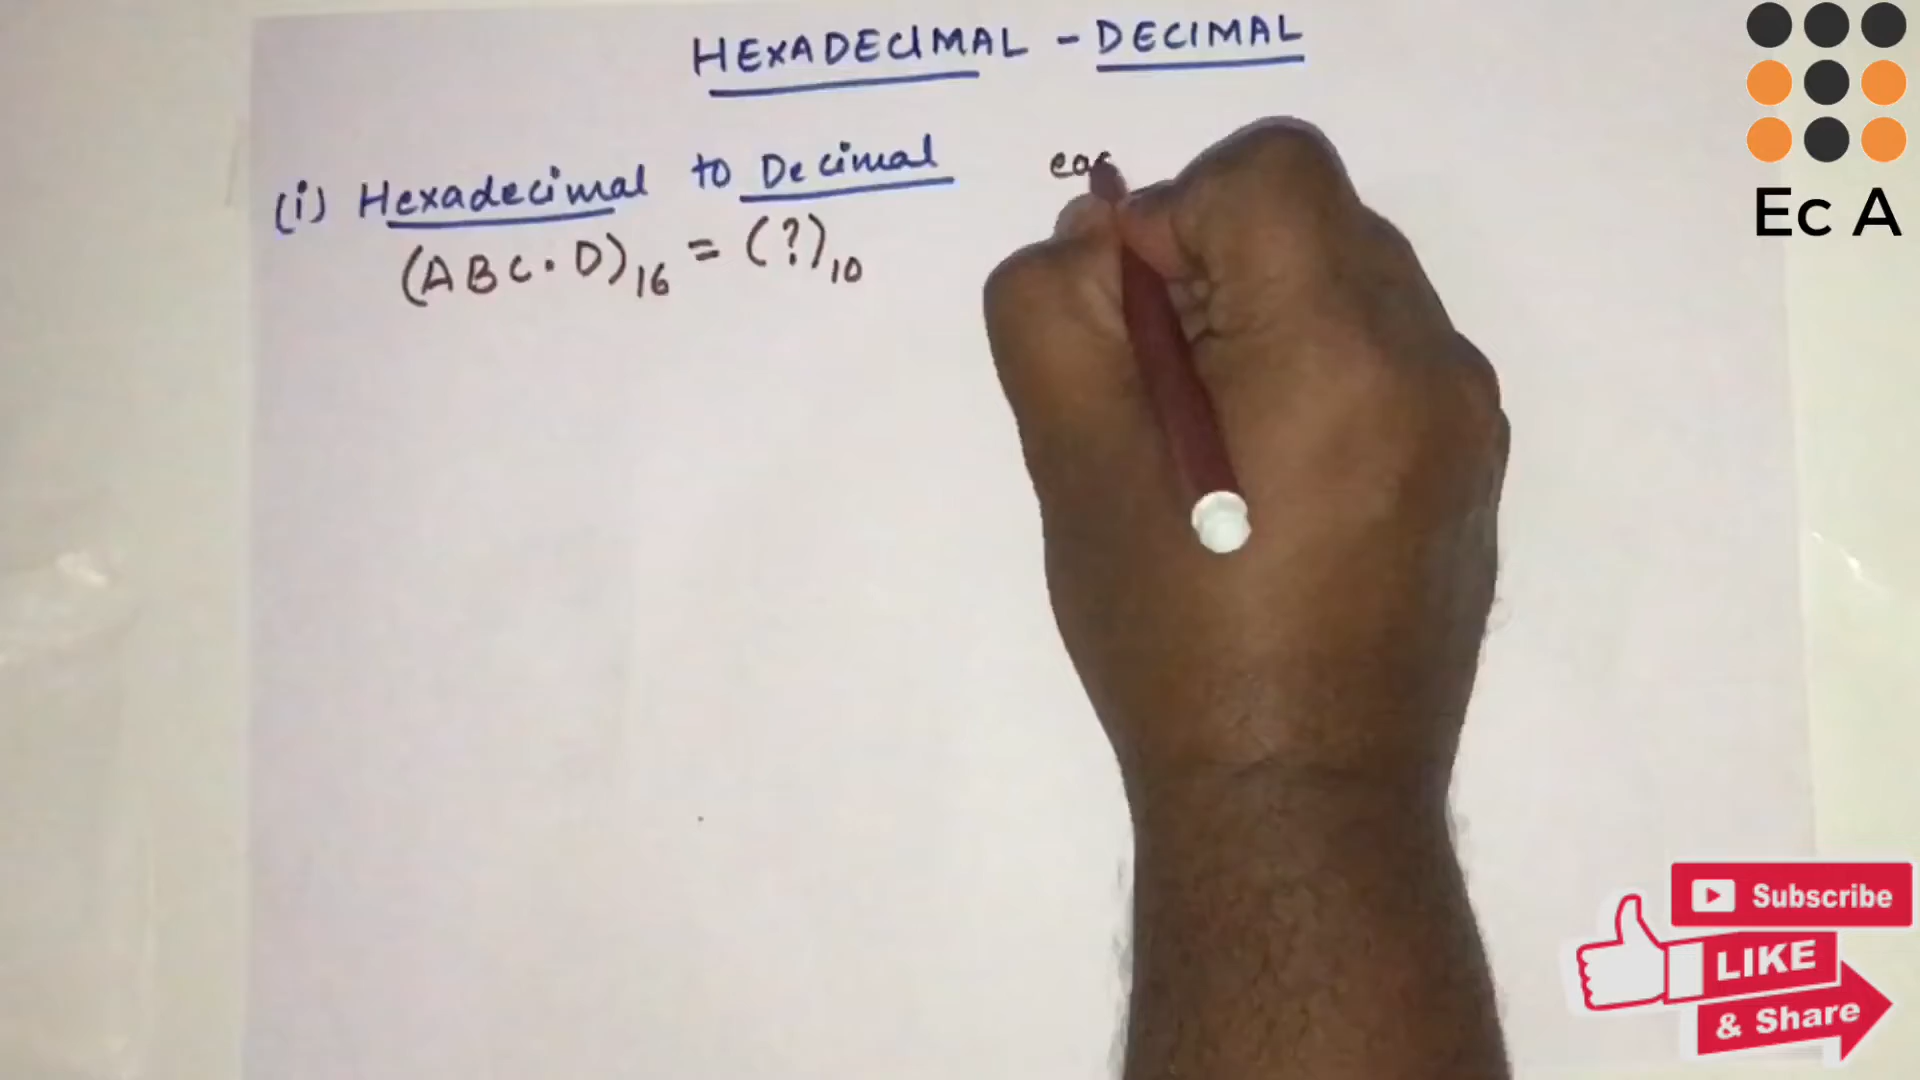 HEXADECIMAL - DECIMAL
(i) Hexadecimal to Decimal
(ABC.D)16 = (?)10
Ec A
Subscribe
LIKE
& Share